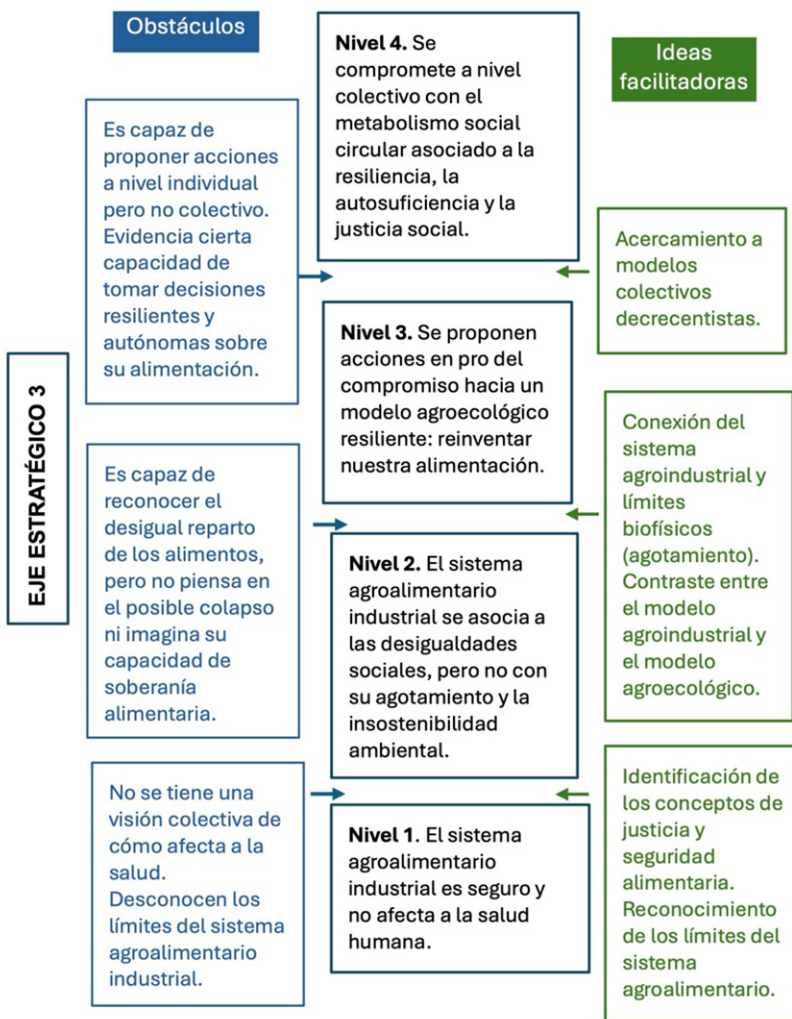 Obstáculos
Nivel 4. Se
compromete a nivel
colectivo con el
metabolismo social
circular asociado a la
resiliencia, la
autosuficiencia y la
justicia social.
Ideas
facilitadoras
Es capaz de
proponer acciones
a nivel individual
pero no colectivo.
Evidencia cierta
capacidad de
tomar decisiones
resilientes y
autónomas sobre
su alimentación.
Acercamiento a
modelos
colectivos
decrecentistas.
Nivel 3. Se proponen
acciones en pro del
compromiso hacia un
modelo agroecológico
resiliente: reinventar
nuestra alimentación.
EJE ESTRATÉGICO 3
Es capaz de
reconocer el
desigual reparto
de los alimentos,
pero no piensa en
el posible colapso
ni imagina su
capacidad de
soberanía
alimentaria.
Conexión del
sistema
agroindustrial y
límites
biofísicos
(agotamiento).
Contraste entre
el modelo
agroindustrial y
el modelo
agroecológico.
Nivel 2. El sistema
agroalimentario
industrial se asocia a
las desigualdades
sociales, pero no con
su agotamiento y la
insostenibilidad
ambiental.
No se tiene una
visión colectiva de
cómo afecta a la
salud.
Desconocen los
límites del sistema
agroalimentario
industrial.
Identificación de
los conceptos de
justicia y
seguridad
alimentaria.
Reconocimiento
de los límites del
sistema
agroalimentario.
Nivel 1. El sistema
agroalimentario
industrial es seguro y
no afecta a la salud
humana.